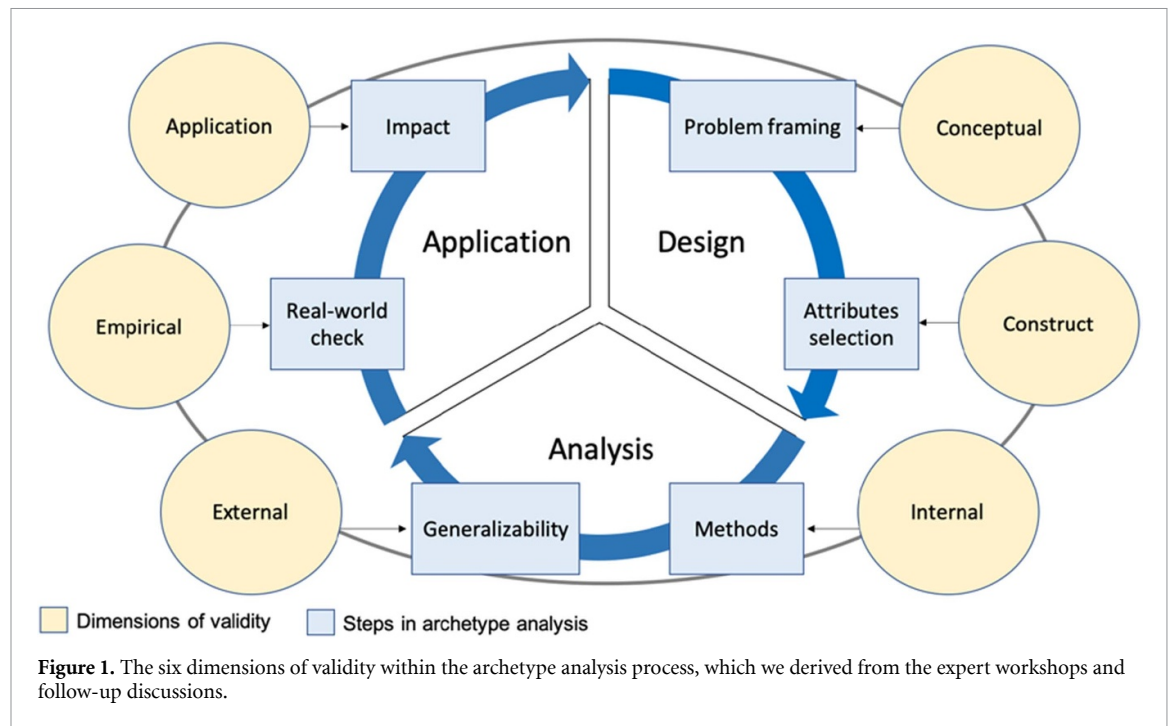 Application
Impact
Problem framing
Conceptual
Application
Design
Empirical
Real-world
check
Attributes
selection
Construct
Analysis
External
Generalizability
Methods
Internal
Dimensions of validity
Steps in archetype analysis
Figure 1. The six dimensions of validity within the archetype analysis process, which we derived from the expert workshops and
follow-up discussions.